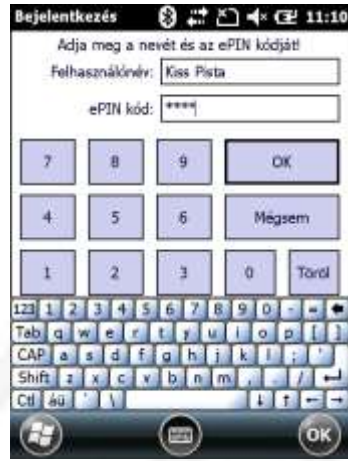 Bejelentkezés 11:10
Adja meg a nevét és az ePIN kódját!
Felhasználónév: Kiss Pista
ePIN kód: ****
7 8 9 OK
4 5 6 Mégsem
1 2 3 0 Töröl
123 1 2 3 4 5 6 7 8 9 0 - =
Tab q w e r t y u i o p [ ]
CAP a s d f g h j k l ; '
Shift z x c v b n m , . /
Ctl áü ` \
OK